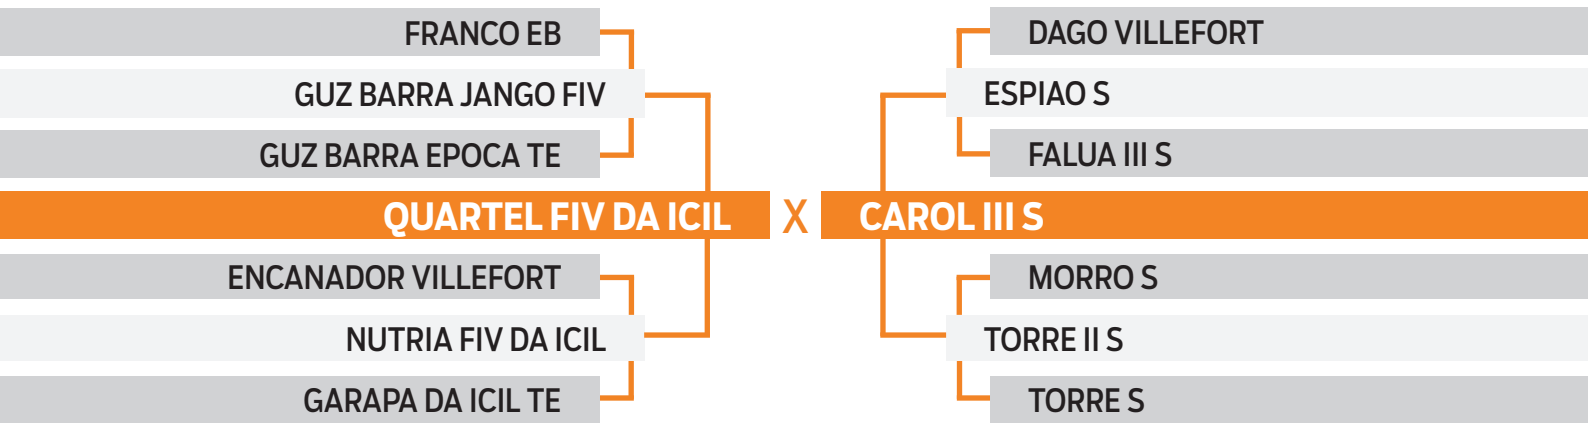 FRANCO EB
GUZ BARRA JANGO FIV
GUZ BARRA EPOCA TE
QUARTEL FIV DA ICIL X CAROL III S
ENCANADOR VILLEFORT
NUTRIA FIV DA ICIL
GARAPA DA ICIL TE
DAGO VILLEFORT
ESPIAO S
FALUA III S
MORRO S
TORRE II S
TORRE S